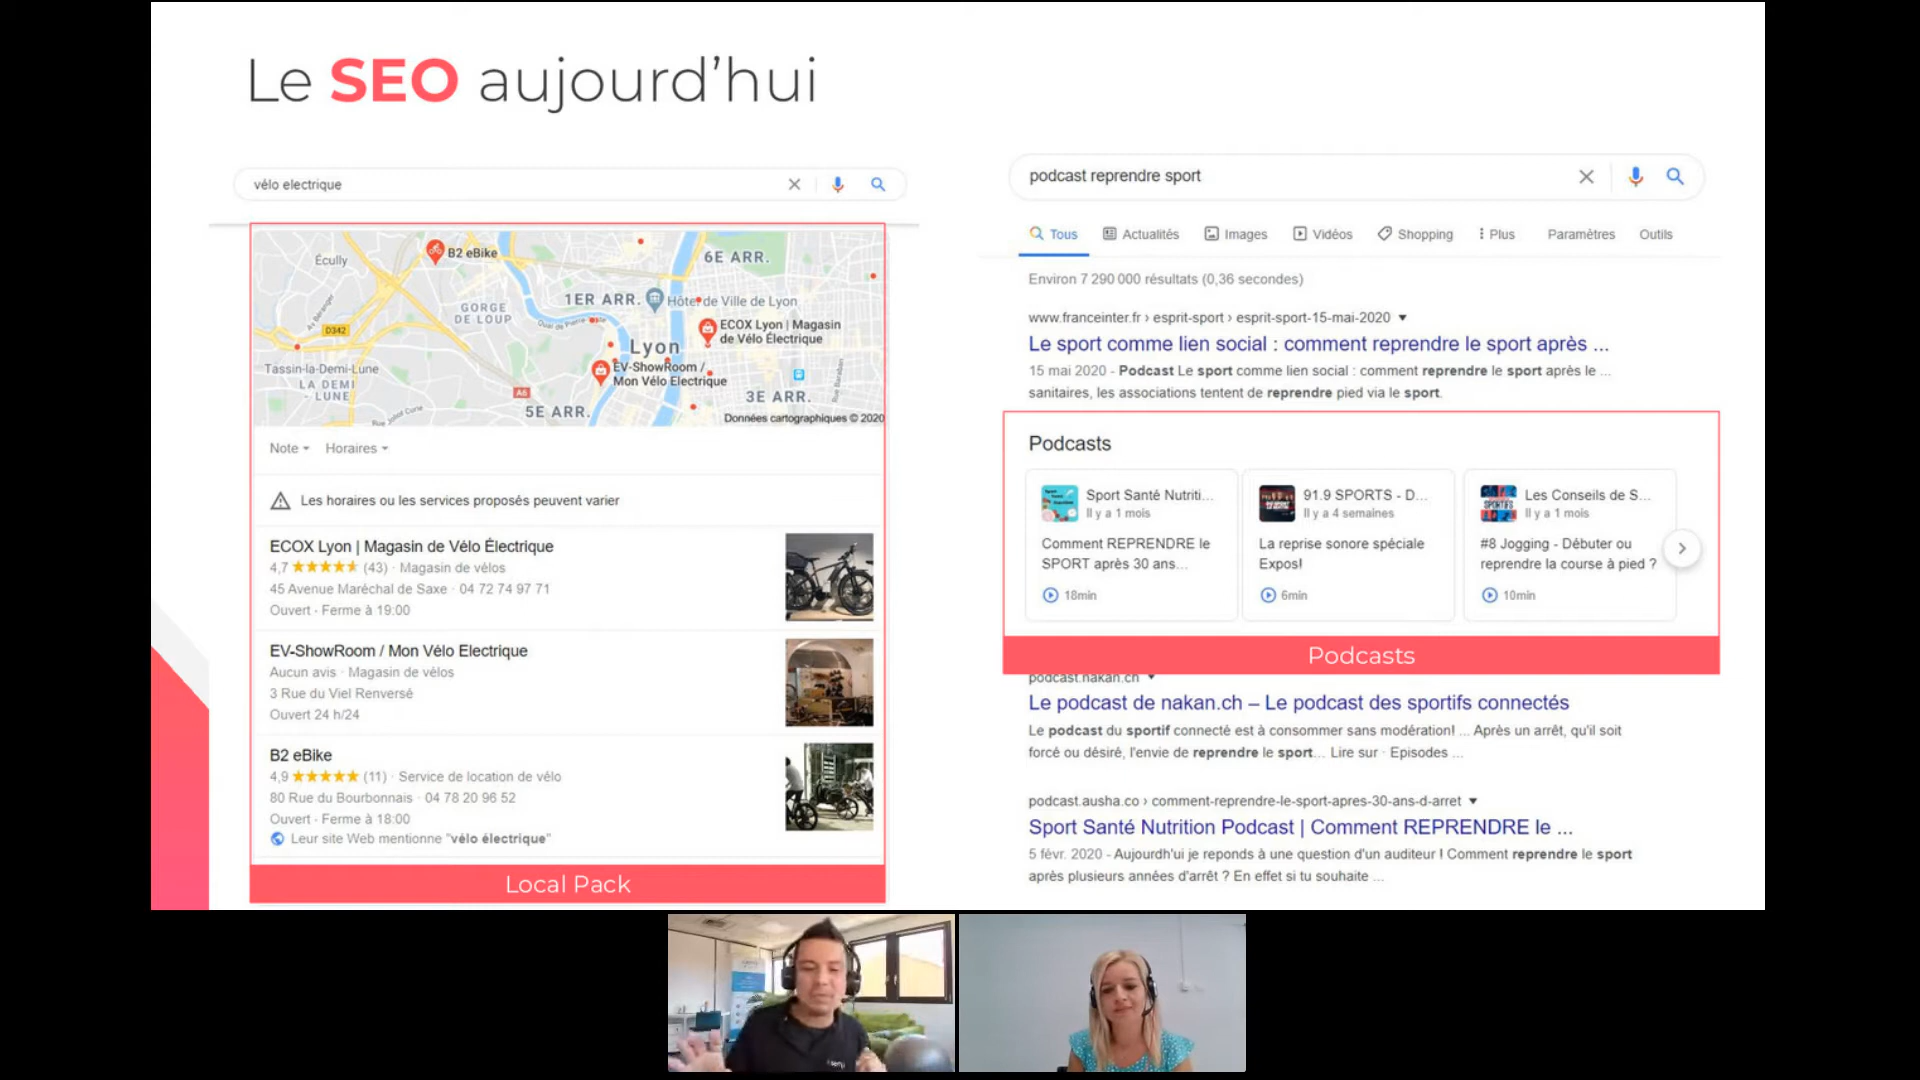 Le SEO aujourd'hui
vélo electrique
Écully
B2 eBike
6E ARR.
1ER ARR.
Hôtel de Ville de Lyon
GORGE
DE LOUP
Av. Bergeret
Quai de Pierre
D342
ECOX Lyon | Magasin
de Vélo Électrique
Lyon
EV-ShowRoom /
Mon Vélo Electrique
Tassin-la-Demi-Lune
LA DEMI
- LUNE
A6
3E ARR.
5E ARR.
Rue Joliot Curie
Données cartographiques © 2020
Note
Horaires
Les horaires ou les services proposés peuvent varier
ECOX Lyon | Magasin de Vélo Électrique
4,7 (43) · Magasin de vélos
45 Avenue Maréchal de Saxe · 04 72 74 97 71
Ouvert · Ferme à 19:00
EV-ShowRoom / Mon Vélo Electrique
Aucun avis · Magasin de vélos
3 Rue du Viel Renversé
Ouvert 24 h/24
B2 eBike
4,9 (11) · Service de location de vélo
80 Rue du Bourbonnais · 04 78 20 96 52
Ouvert · Ferme à 18:00
Leur site Web mentionne "vélo électrique"
Local Pack
podcast reprendre sport
Tous Actualités Images Vidéos Shopping Plus Paramètres Outils
Environ 7 290 000 résultats (0,36 secondes)
www.franceinter.fr › esprit-sport › esprit-sport-15-mai-2020
Le sport comme lien social : comment reprendre le sport après ...
15 mai 2020 - Podcast Le sport comme lien social : comment reprendre le sport après le ...
sanitaires, les associations tentent de reprendre pied via le sport.
Podcasts
Sport Santé Nutriti...
Il y a 1 mois
Comment REPRENDRE le
SPORT après 30 ans...
18min
91.9 SPORTS - D...
Il y a 4 semaines
La reprise sonore spéciale
Expos!
6min
SPORTIFS
Les Conseils de S...
Il y a 1 mois
#8 Jogging - Débuter ou
reprendre la course à pied ?
10min
Podcasts
podcast.nakan.ch
Le podcast de nakan.ch – Le podcast des sportifs connectés
Le podcast du sportif connecté est à consommer sans modération! ... Après un arrêt, qu'il soit
forcé ou désiré, l'envie de reprendre le sport... Lire sur · Episodes ...
podcast.ausha.co › comment-reprendre-le-sport-apres-30-ans-d-arret
Sport Santé Nutrition Podcast | Comment REPRENDRE le ...
5 févr. 2020 - Aujourdh'ui je reponds à une question d'un auditeur ! Comment reprendre le sport
après plusieurs années d'arrêt ? En effet si tu souhaite ...